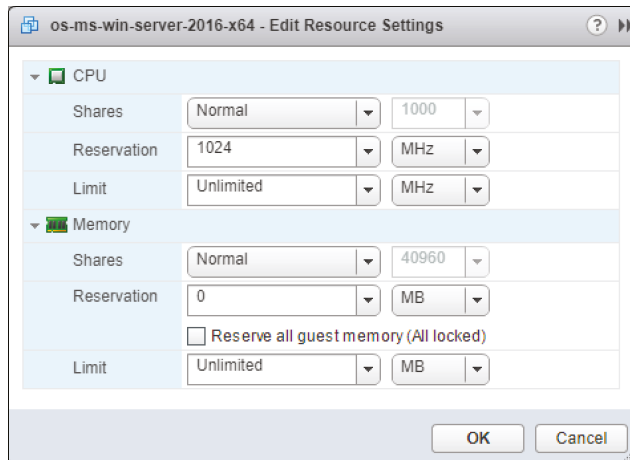 os-ms-win-server-2016-x64 - Edit Resource Settings ?
CPU
Shares Normal 1000
Reservation 1024 MHz
Limit Unlimited MHz
Memory
Shares Normal 40960
Reservation 0 MB
Reserve all guest memory (All locked)
Limit Unlimited MB
OK Cancel